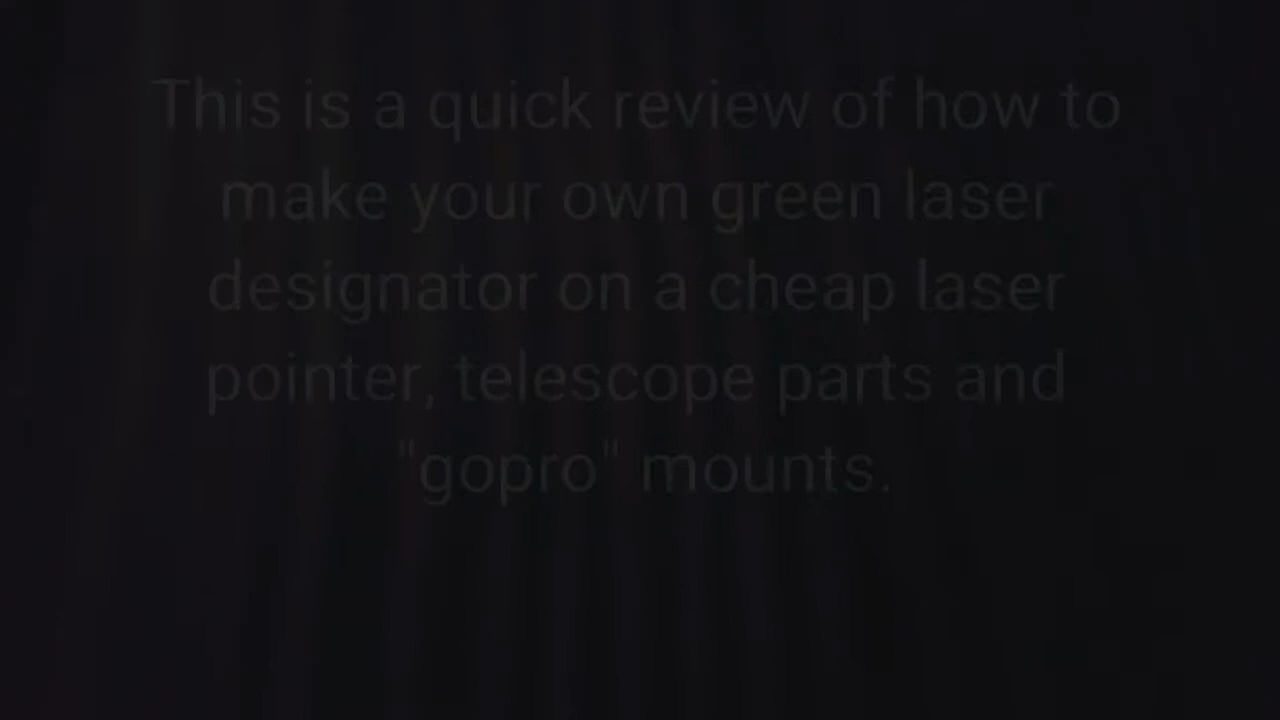 This is a quick review of how to
make your own green laser
designator on a cheap laser
pointer, telescope parts and
"gopro" mounts.